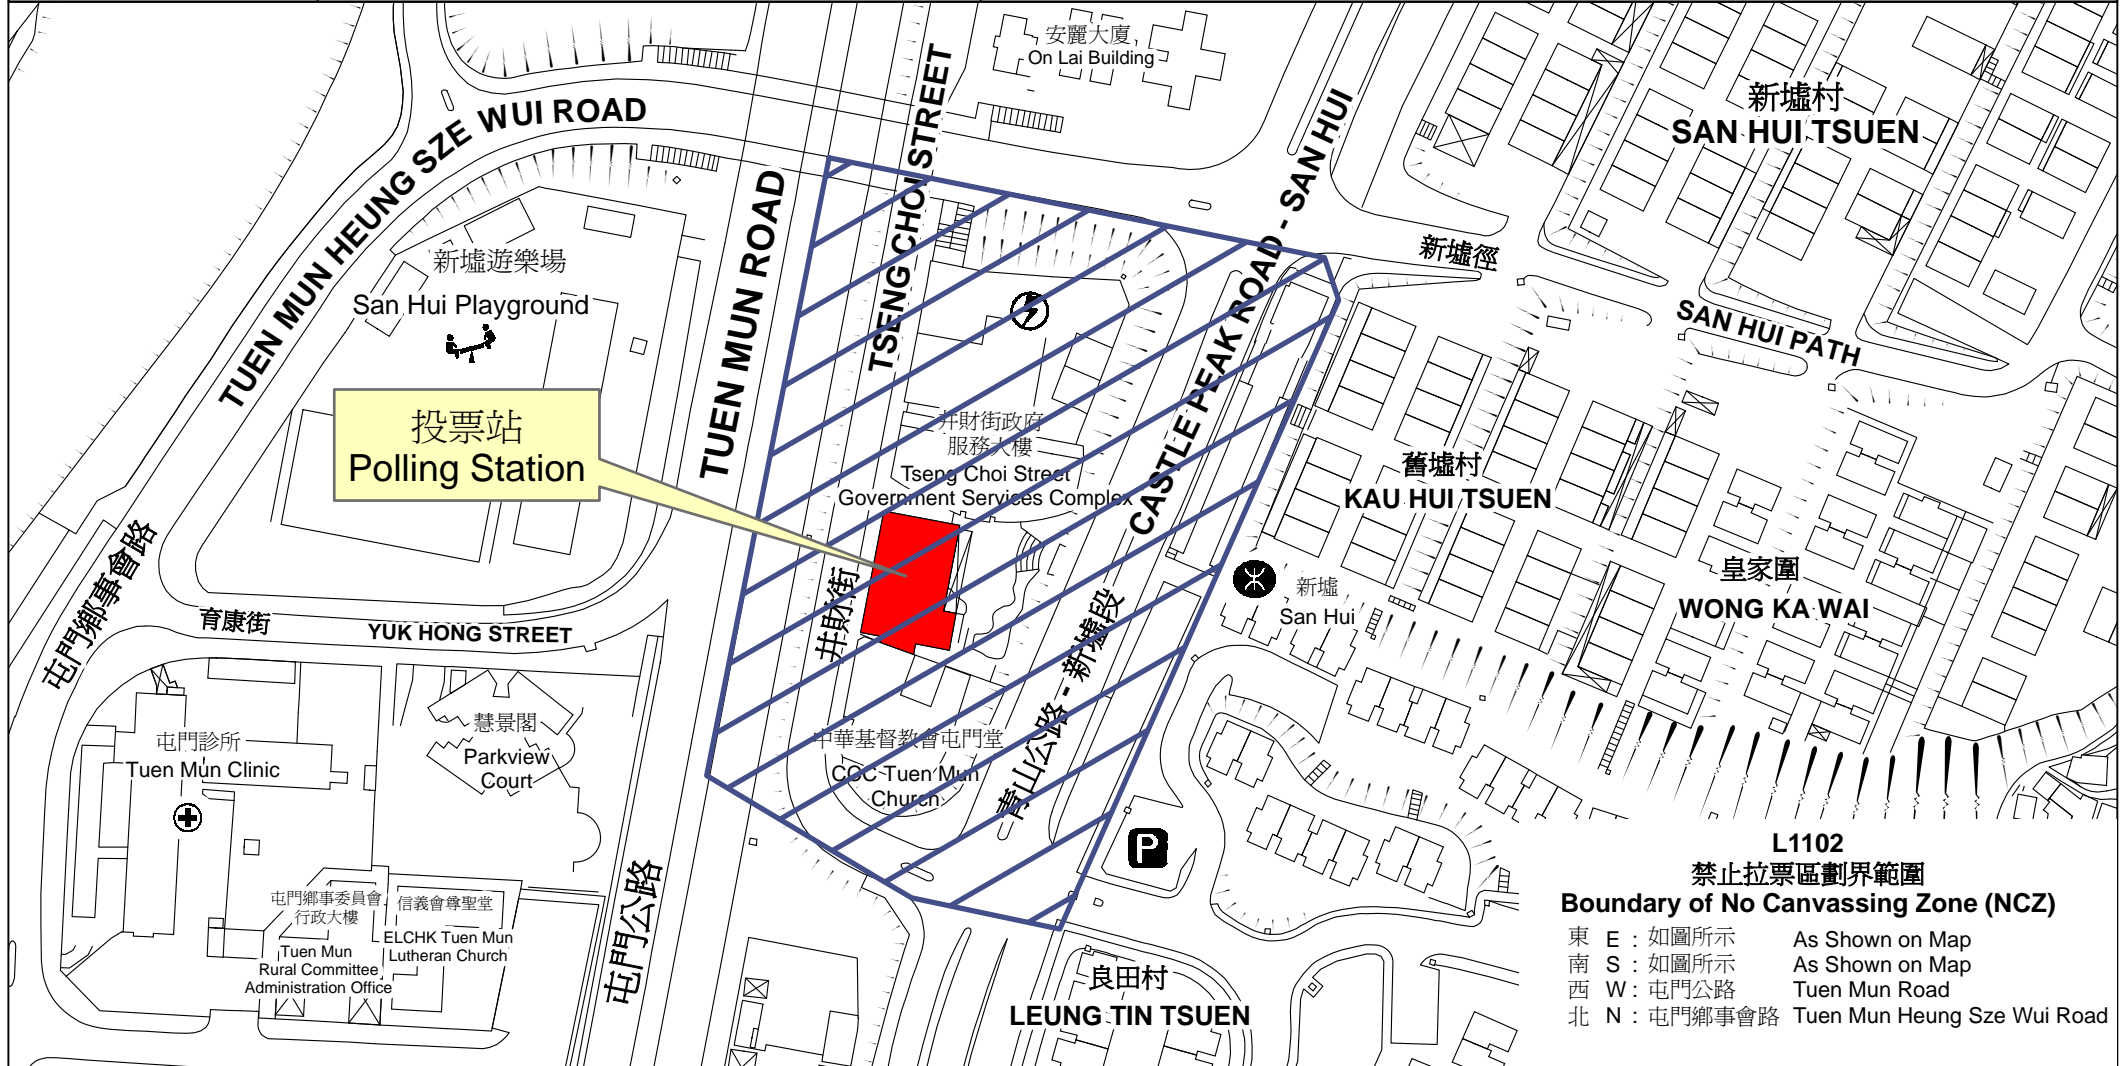 安麗大廈
On Lai Building
新墟村
SAN HUI TSUEN
TUEN MUN HEUNG SZE WUI ROAD
TSENG CHOI STREET
CASTLE PEAK ROAD - SAN HUI
TUEN MUN ROAD
新墟遊樂場
San Hui Playground
新墟徑
SAN HUI PATH
投票站
Polling Station
井財街政府
服務大樓
Tseng Choi Street
Government Services Complex
舊墟村
KAU HUI TSUEN
皇家圍
WONG KA WAI
新墟
San Hui
屯門鄉事會路
育康街
YUK HONG STREET
井財街
青山公路 - 新墟段
慧景閣
Parkview
Court
屯門診所
Tuen Mun Clinic
中華基督教會屯門堂
CCC Tuen Mun
Church
P
屯門公路
屯門鄉事委員會
行政大樓
Tuen Mun
Rural Committee
Administration Office
信義會尊聖堂
ELCHK Tuen Mun
Lutheran Church
良田村
LEUNG TIN TSUEN
L1102
禁止拉票區劃界範圍
Boundary of No Canvassing Zone (NCZ)
東 E : 如圖所示 As Shown on Map
南 S : 如圖所示 As Shown on Map
西 W : 屯門公路 Tuen Mun Road
北 N : 屯門鄉事會路 Tuen Mun Heung Sze Wui Road